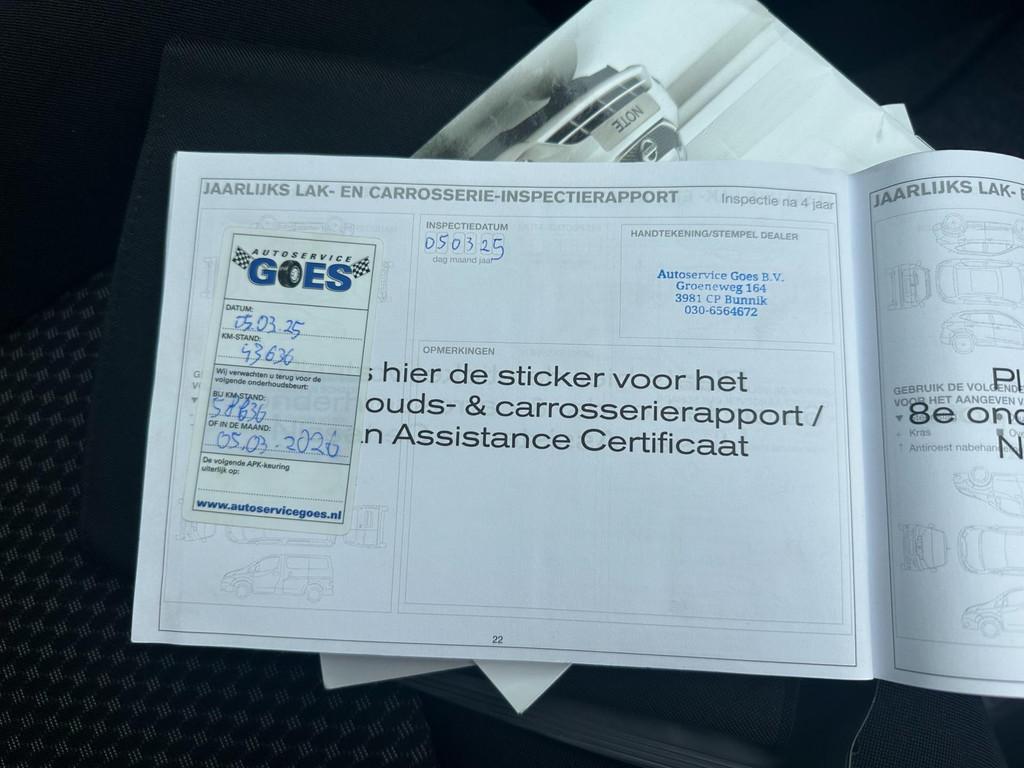 NOTE
JAARLIJKS LAK- EN CARROSSERIE-INSPECTIERAPPORT
Inspectie na 4 jaar
AUTOSERVICE
GOES
DATUM:
05.03.25
KM-STAND:
43636
Wij verwachten u terug voor de
volgende onderhoudsbeurt:
BIJ KM-STAND:
58636
OF IN DE MAAND:
05.03-2026
De volgende APK-keuring
uiterlijk op:
www.autoservicegoes.nl
INSPECTIEDATUM
050325
dag maand jaar
HANDTEKENING/STEMPEL DEALER
Autoservice Goes B.V.
Groeneweg 164
3981 CP Bunnik
030-6564672
OPMERKINGEN
s hier de sticker voor het
ouds- & carrosserierapport /
n Assistance Certificaat
22
JAARLIJKS LAK- E
GEBRUIK DE VOLGENDE
VOOR HET AANGEVEN V
Pl
8e ond
N
Kras
Antiroest nabehan